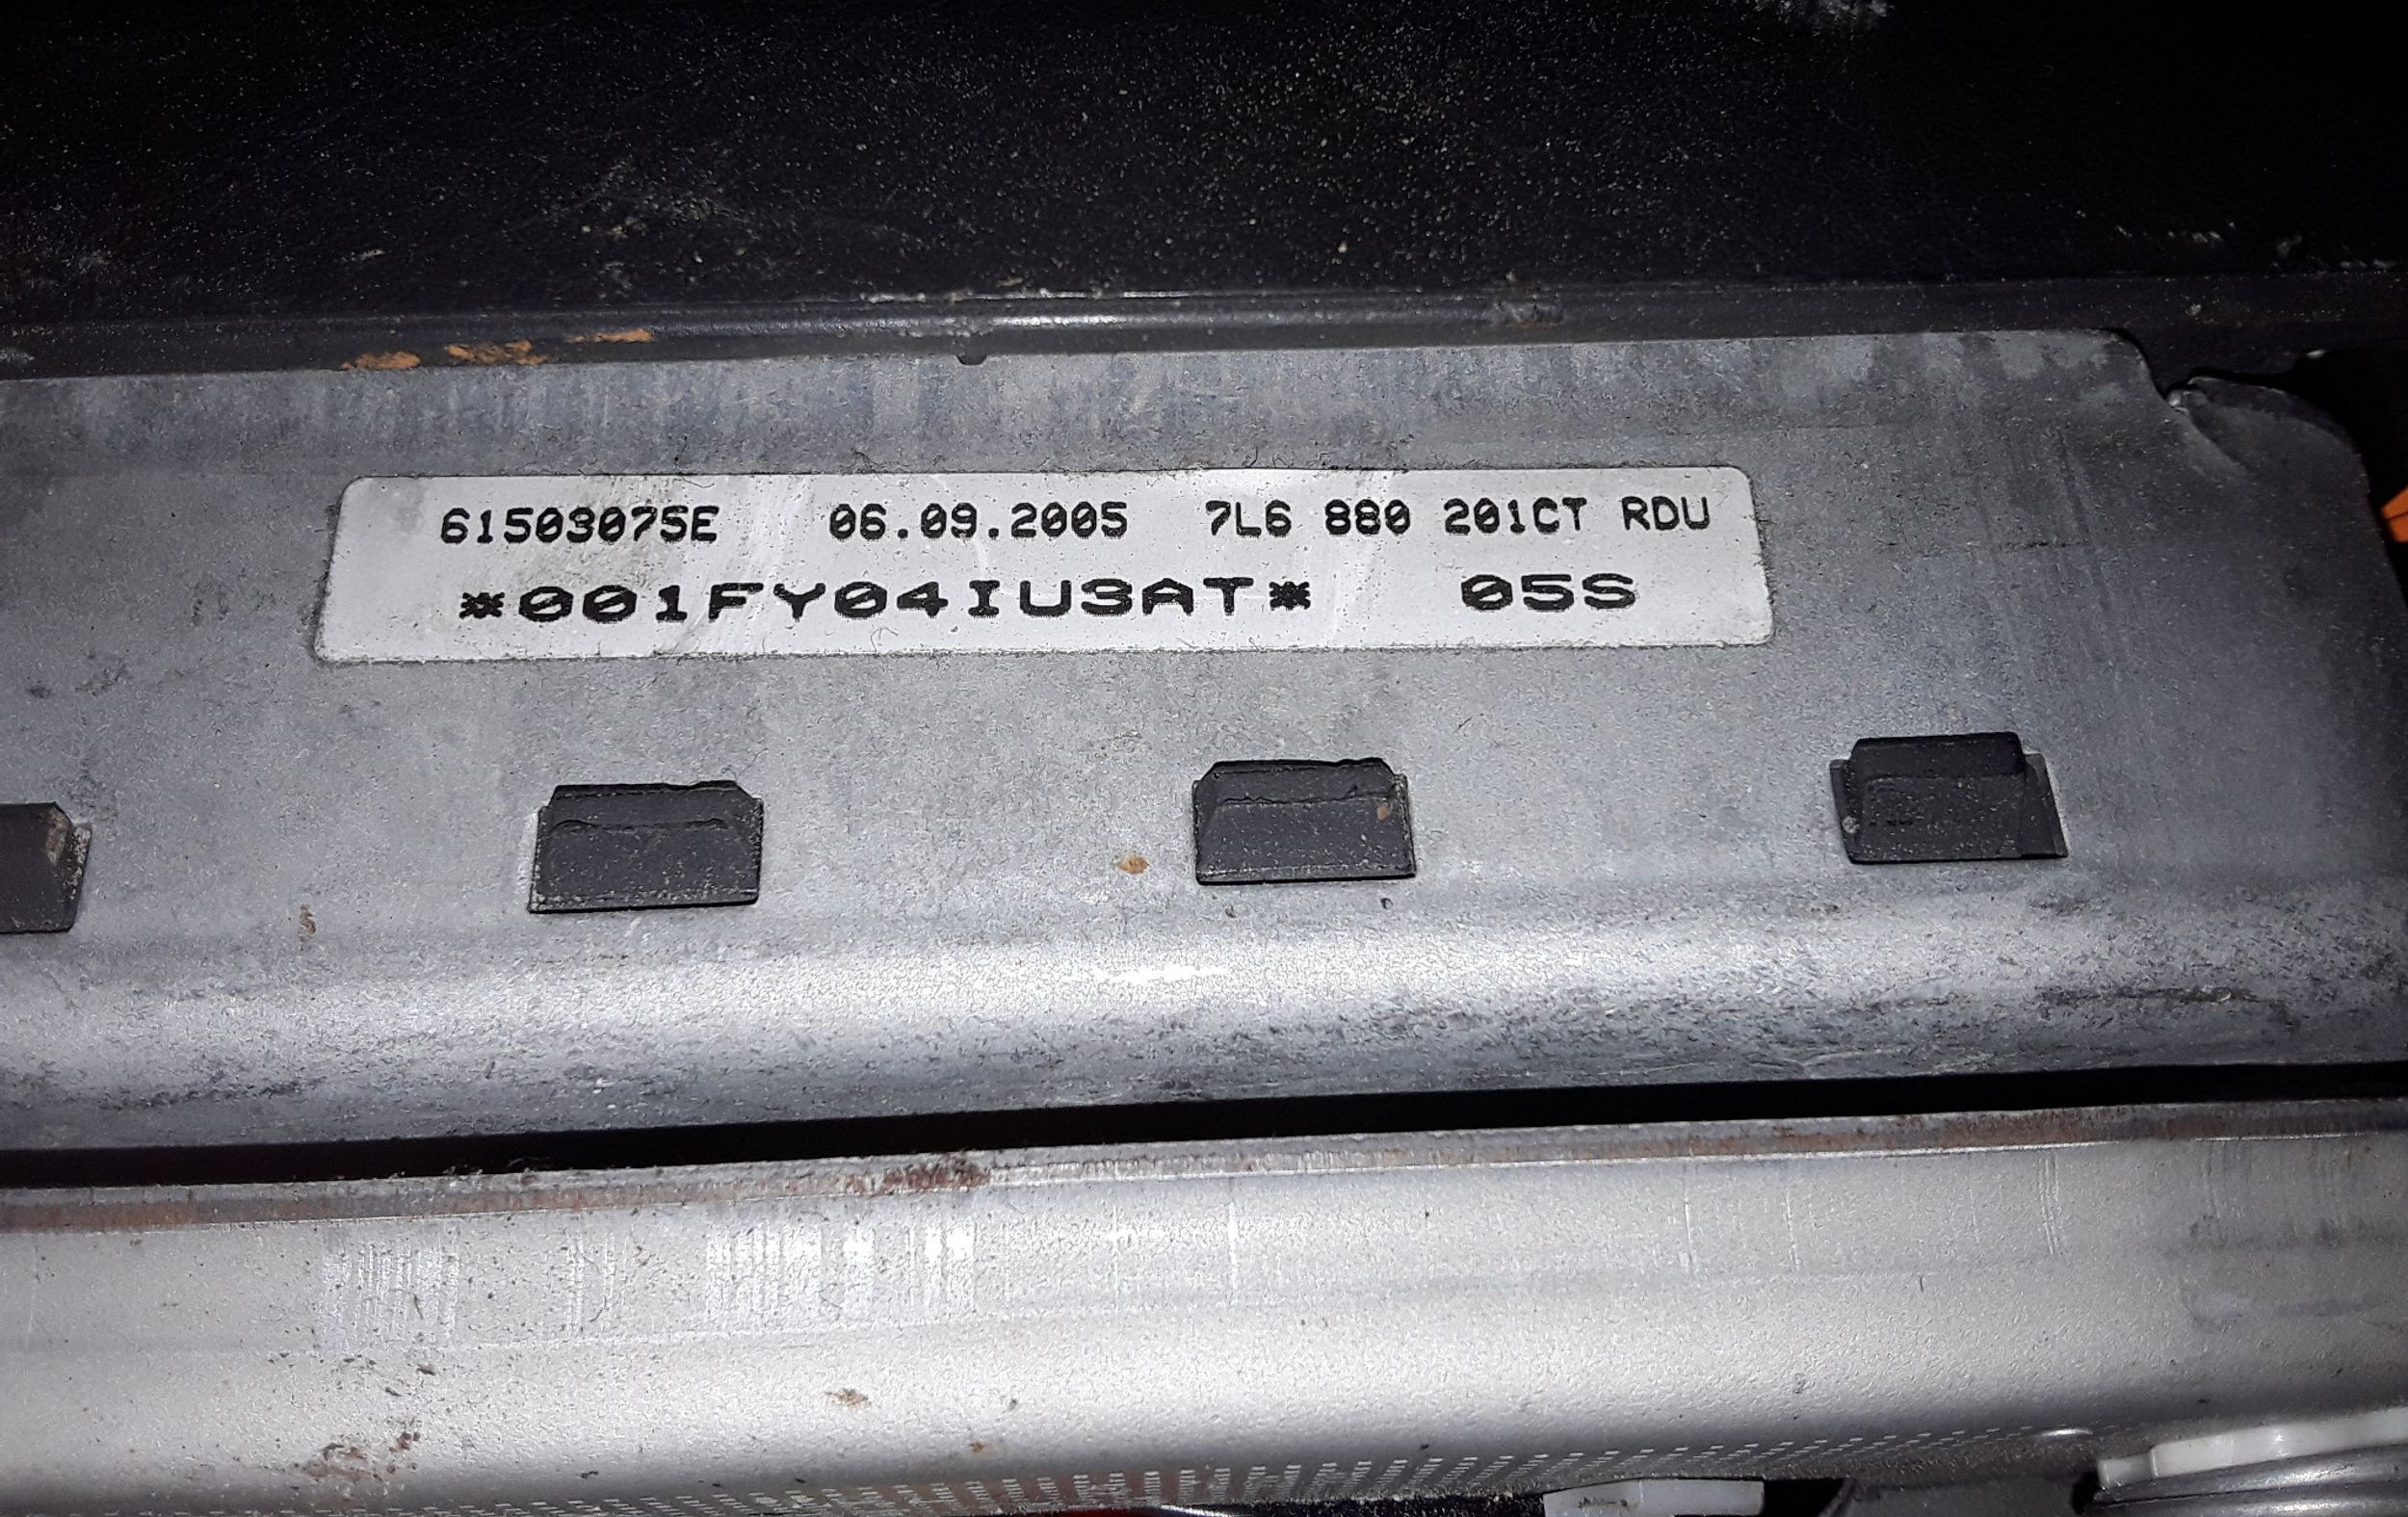 61503075E 06.09.2005 7L6 880 201CT RDU
*001FY04IU3AT* 05S